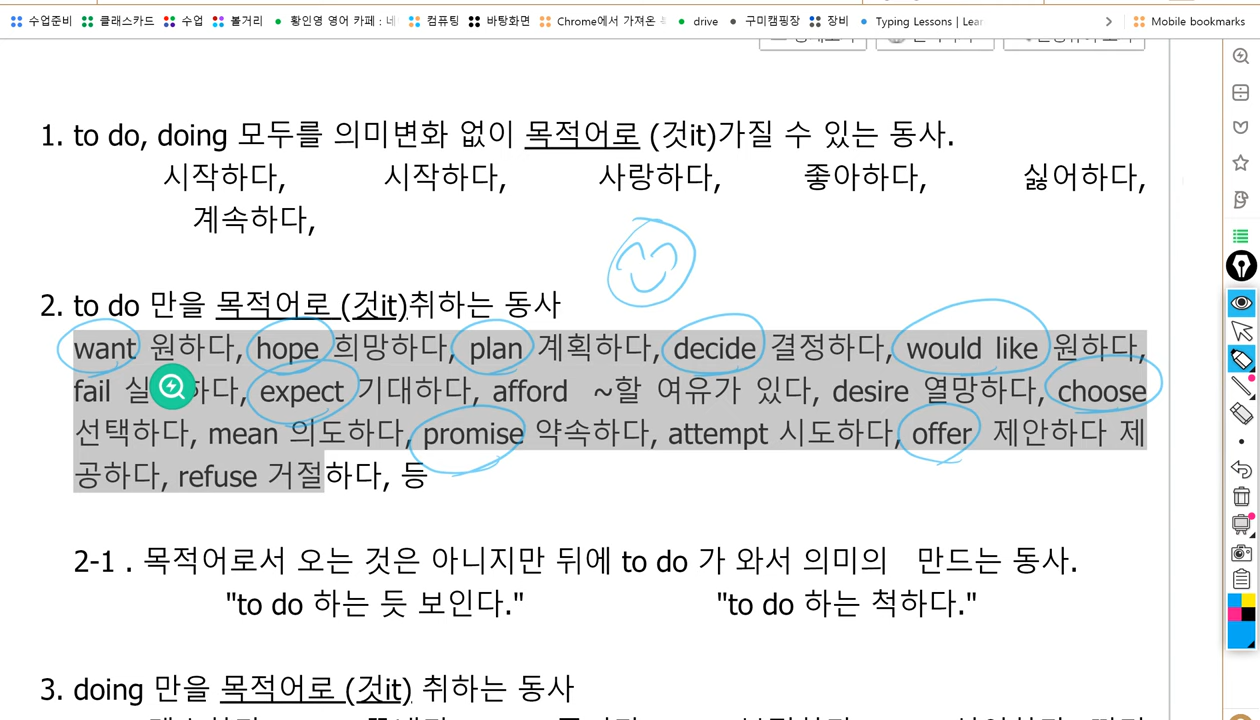 수업준비 클래스카드 수업 볼거리 황인영 영어 카페 : 네 컴퓨팅 바탕화면 Chrome에서 가져온 drive 구미캠핑장 장비 Typing Lessons | Lear Mobile bookmarks
1. to do, doing 모두를 의미변화 없이 목적어로 (것it)가질 수 있는 동사.
시작하다, 시작하다, 사랑하다, 좋아하다, 싫어하다,
계속하다,
2. to do 만을 목적어로 (것it)취하는 동사
want 원하다, hope 희망하다, plan 계획하다, decide 결정하다, would like 원하다,
fail 실 하다, expect 기대하다, afford ~할 여유가 있다, desire 열망하다, choose
선택하다, mean 의도하다, promise 약속하다, attempt 시도하다, offer 제안하다 제
공하다, refuse 거절하다, 등
2-1 . 목적어로서 오는 것은 아니지만 뒤에 to do 가 와서 의미의 만드는 동사.
"to do 하는 듯 보인다." "to do 하는 척하다."
3. doing 만을 목적어로 (것it) 취하는 동사